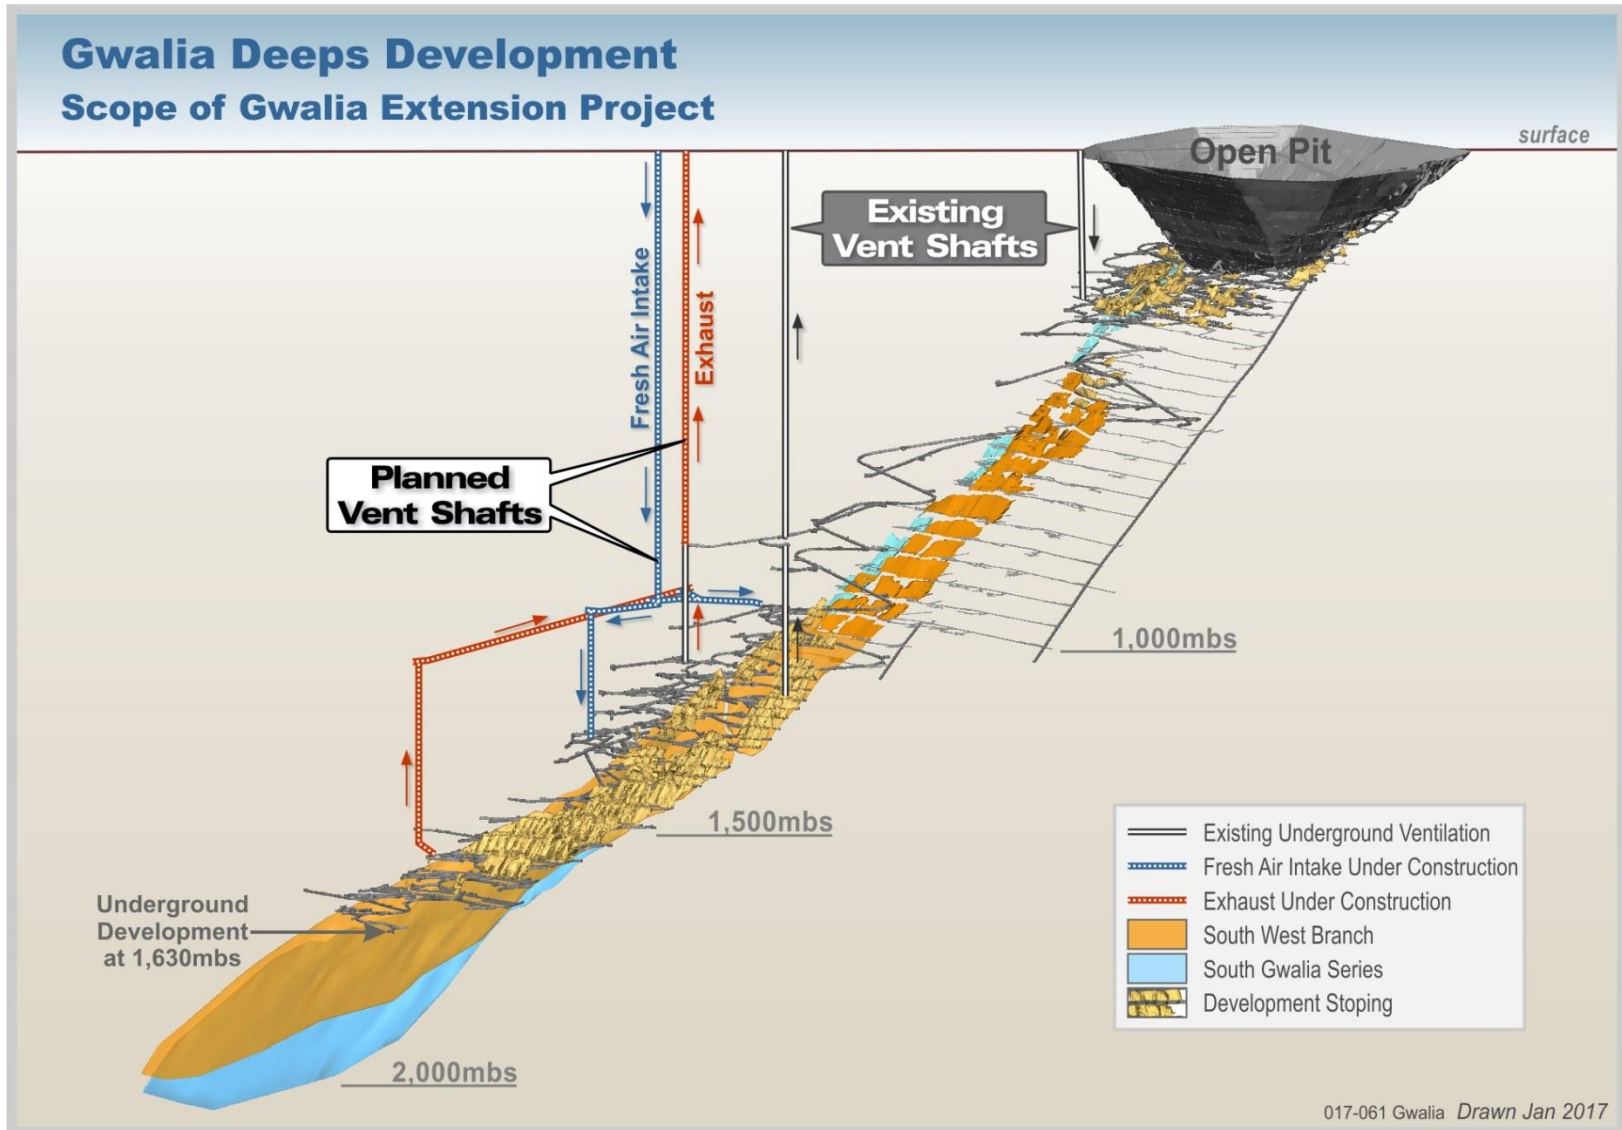 Gwalia Deeps Development
Scope of Gwalia Extension Project
surface
Open Pit
Existing
Vent Shafts
Fresh Air Intake
Exhaust
Planned
Vent Shafts
1,000mbs
1,500mbs
Underground
Development
at 1,630mbs
2,000mbs
Existing Underground Ventilation
Fresh Air Intake Under Construction
Exhaust Under Construction
South West Branch
South Gwalia Series
Development Stoping
017-061 Gwalia Drawn Jan 2017